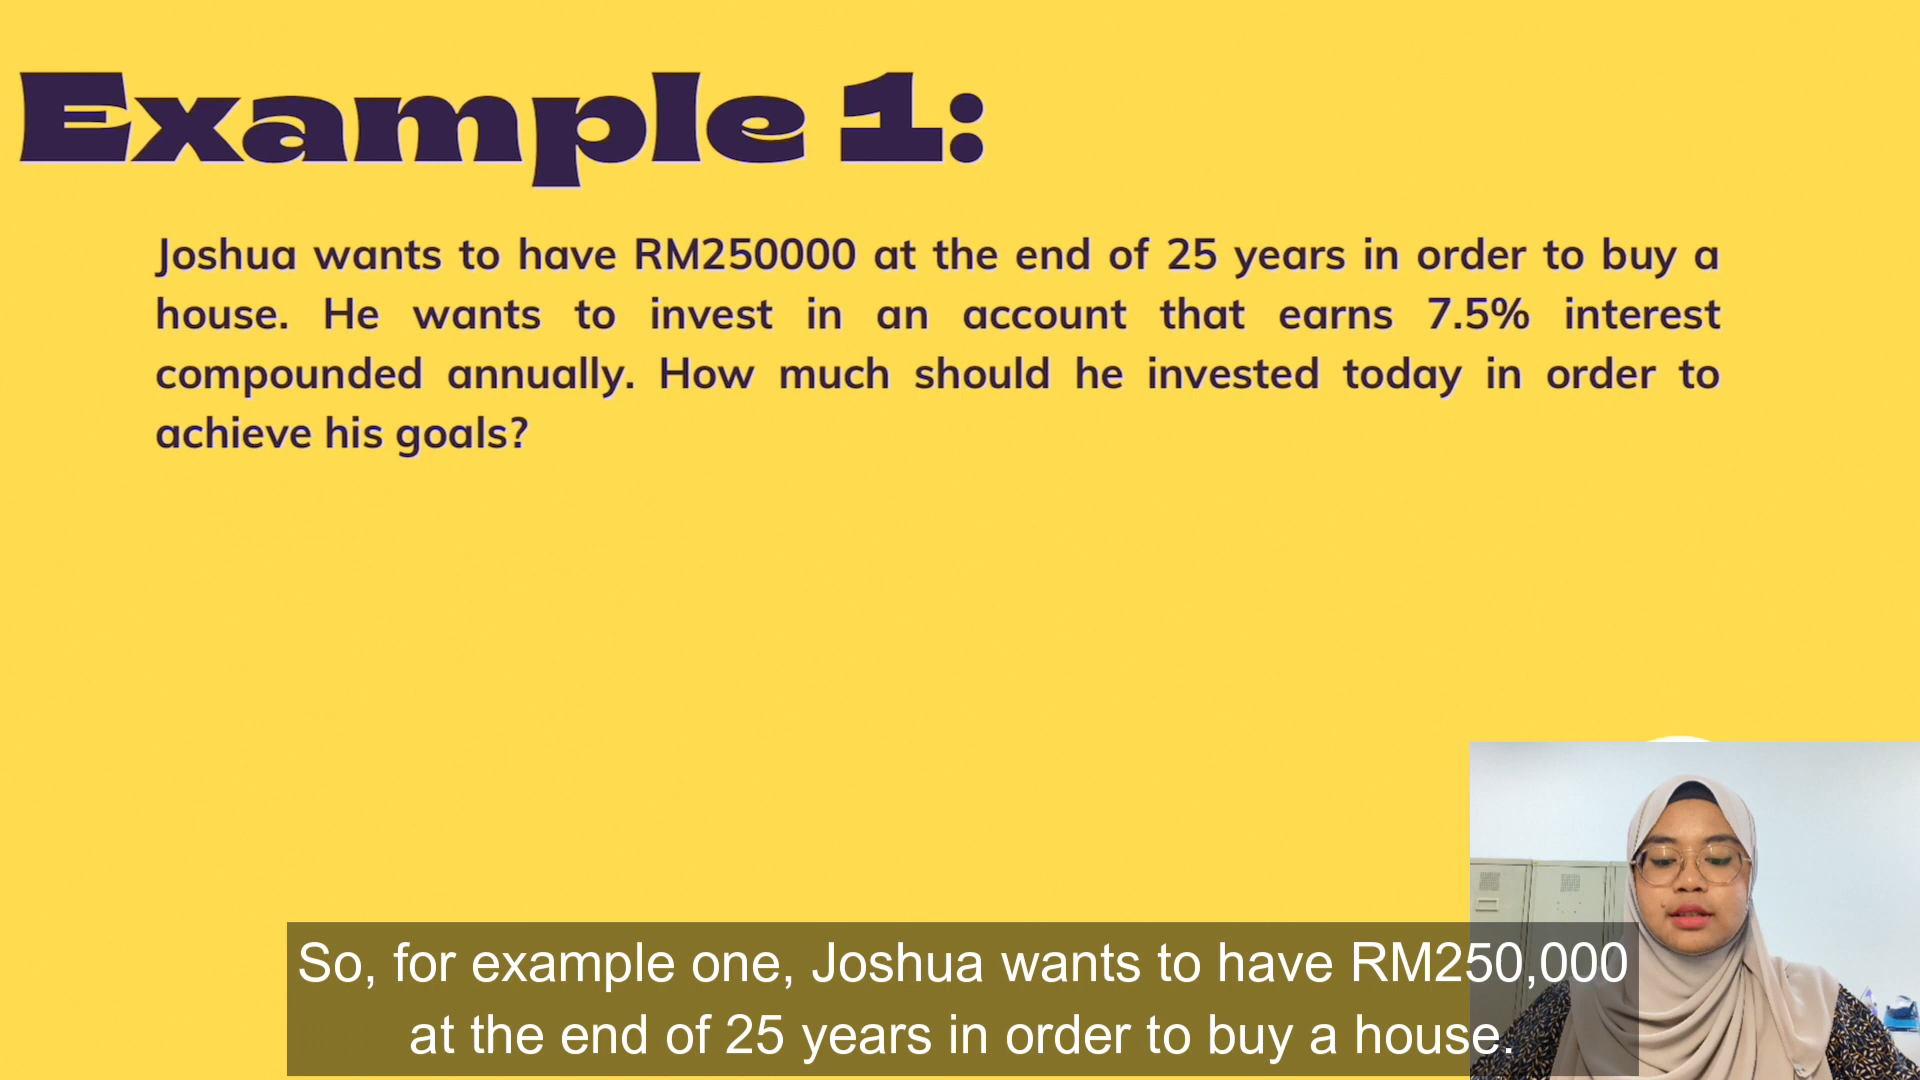 Example 1:
Joshua wants to have RM250000 at the end of 25 years in order to buy a
house. He wants to invest in an account that earns 7.5% interest
compounded annually. How much should he invested today in order to
achieve his goals?
So, for example one, Joshua wants to have RM250,000
at the end of 25 years in order to buy a house.